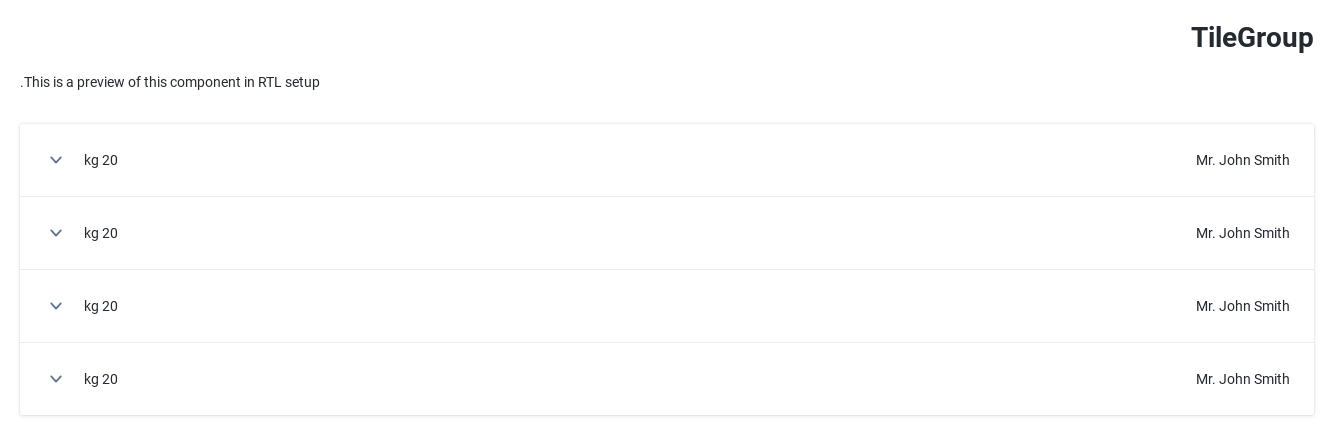 TileGroup
.This is a preview of this component in RTL setup
Mr. John Smith
kg 20
Mr. John Smith
kg 20
Mr. John Smith
kg 20
Mr. John Smith
kg 20